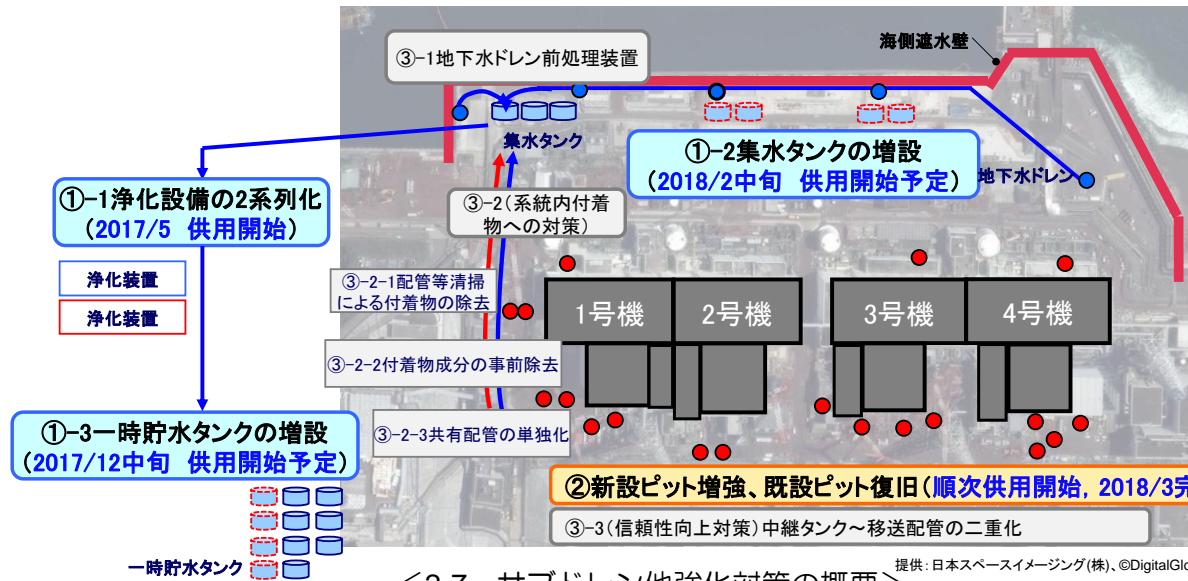 ③-1地下水ドレン前処理装置
海側遮水壁
集水タンク
①-2集水タンクの増設
(2018/2中旬 供用開始予定)
地下水ドレン
①-1浄化設備の2系列化
(2017/5 供用開始)
③-2(系統内付着
物への対策)
浄化装置
浄化装置
③-2-1配管等清掃
による付着物の除去
1号機
2号機
3号機
4号機
③-2-2付着物成分の事前除去
③-2-3共有配管の単独化
①-3一時貯水タンクの増設
(2017/12中旬 供用開始予定)
②新設ピット増強、既設ピット復旧(順次供用開始, 2018/3完
③-3(信頼性向上対策)中継タンク~移送配管の二重化
一時貯水タンク
提供:日本スペースイメージング(株)、©DigitalGlo